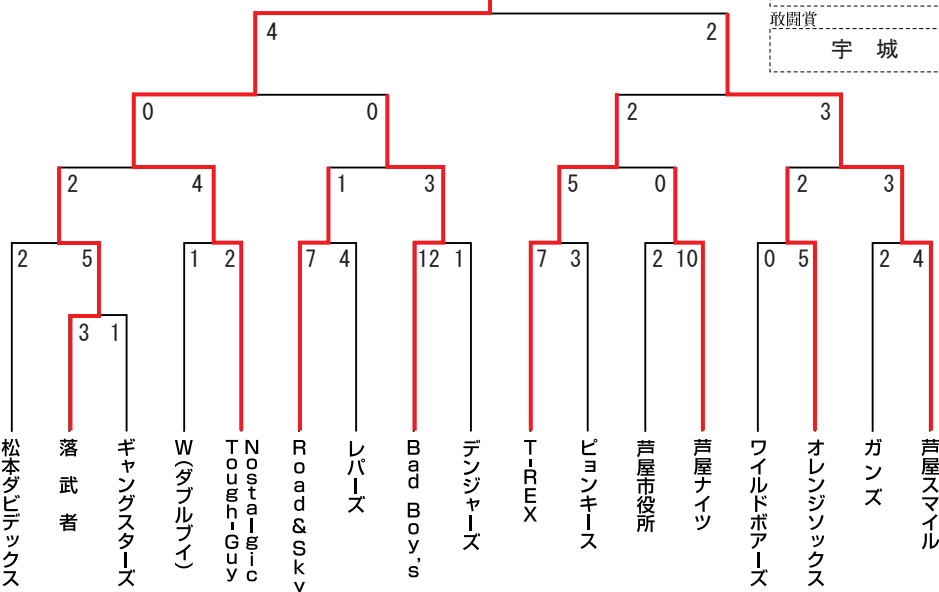 敢闘賞
宇 城
4 2
0 0 2 3
2 4 1 3 5 0 2 3
2 5 1 2 7 4 12 1 7 3 2 10 0 5 2 4
3 1
松本ダビデックス
落武者
ギャングスターズ
W(ダブルブイ)
Nostalgic
Tough-Guy
Road&Sky
レパーズ
Bad Boy's
デンジャーズ
T-REX
ピョンキース
芦屋市役所
芦屋ナイツ
ワイルドボアーズ
オレンジソックス
ガンズ
芦屋スマイル